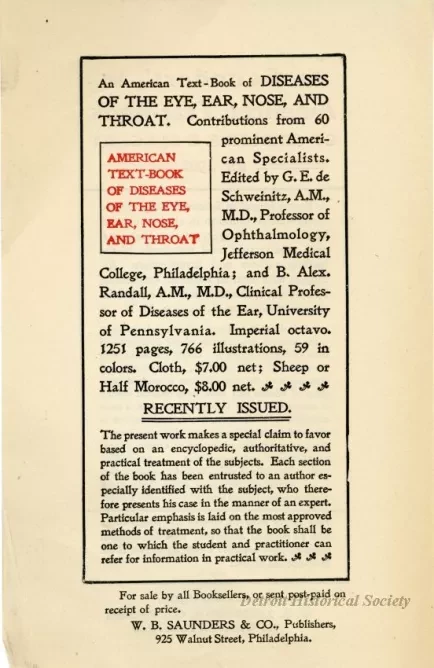 An American Text-Book of DISEASES
OF THE EYE, EAR, NOSE, AND
THROAT. Contributions from 60
prominent Ameri-
can Specialists.
Edited by G. E. de
Schweinitz, A.M.,
M.D., Professor of
Ophthalmology,
Jefferson Medical
AMERICAN
TEXT-BOOK
OF DISEASES
OF THE EYE,
EAR, NOSE,
AND THROAT
College, Philadelphia; and B. Alex.
Randall, A.M., M.D., Clinical Profes-
sor of Diseases of the Ear, University
of Pennsylvania. Imperial octavo.
1251 pages, 766 illustrations, 59 in
colors. Cloth, $7.00 net; Sheep or
Half Morocco, $8.00 net.
RECENTLY ISSUED.
The present work makes a special claim to favor
based on an encyclopedic, authoritative, and
practical treatment of the subjects. Each section
of the book has been entrusted to an author es-
pecially identified with the subject, who there-
fore presents his case in the manner of an expert.
Particular emphasis is laid on the most approved
methods of treatment, so that the book shall be
one to which the student and practitioner can
refer for information in practical work.
For sale by all Booksellers, or sent post-paid on
receipt of price.
W. B. SAUNDERS & CO., Publishers,
925 Walnut Street, Philadelphia.
Detroit Historical Society